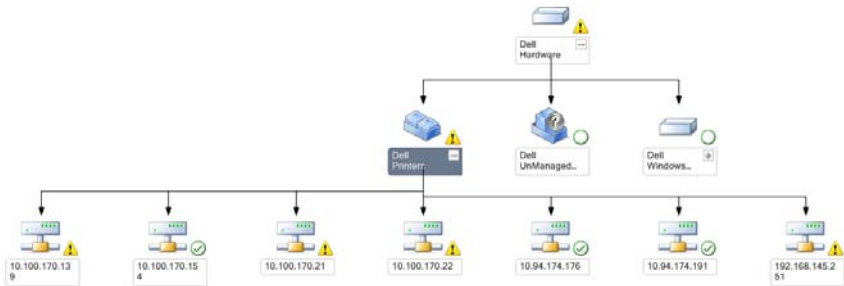 Dell
Hardware
Dell
Printers
Dell
UnManaged...
Dell
Windows...
10.100.170.13
9
10.100.170.15
4
10.100.170.21
10.100.170.22
10.94.174.176
10.94.174.191
192.168.145.2
51